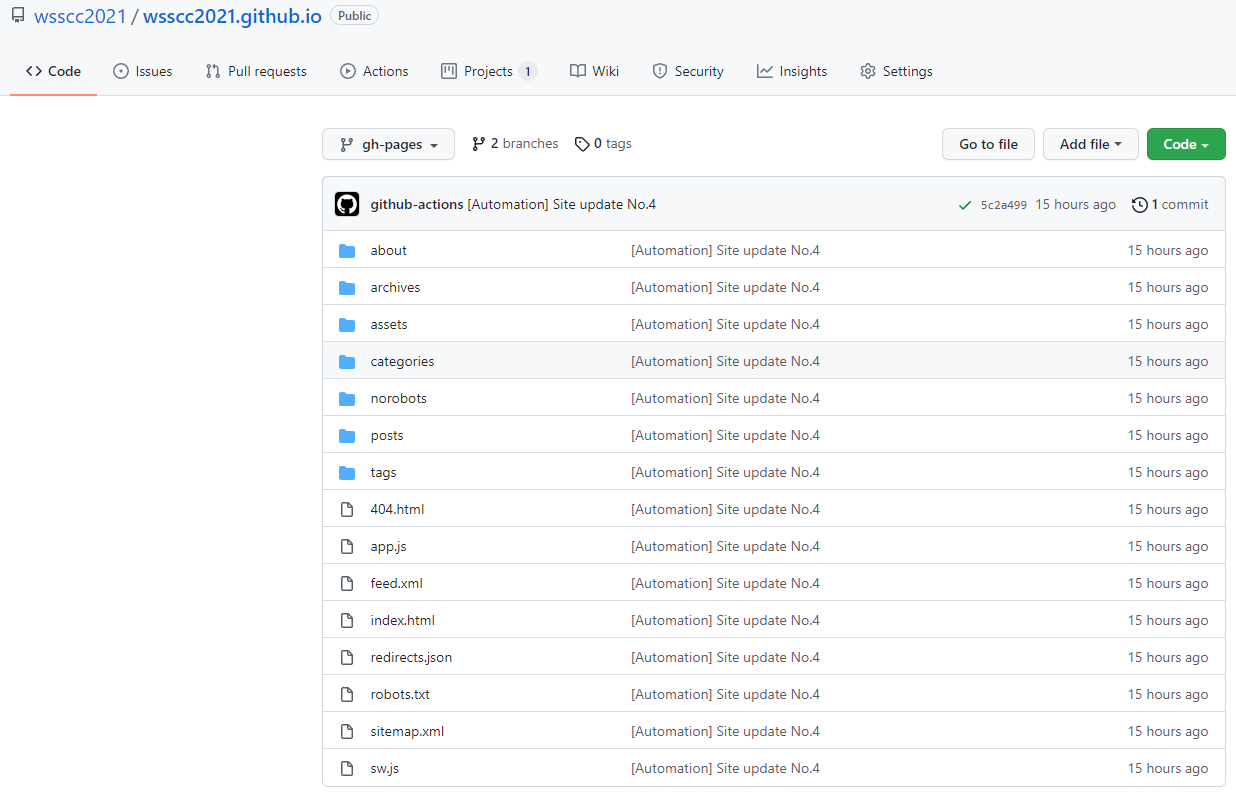 wsscc2021 / wsscc2021.github.io Public
Code Issues Pull requests Actions Projects 1 Wiki Security Insights Settings
gh-pages 2 branches 0 tags Go to file Add file Code
github-actions [Automation] Site update No.4 5c2a499 15 hours ago 1 commit
about [Automation] Site update No.4 15 hours ago
archives [Automation] Site update No.4 15 hours ago
assets [Automation] Site update No.4 15 hours ago
categories [Automation] Site update No.4 15 hours ago
norobots [Automation] Site update No.4 15 hours ago
posts [Automation] Site update No.4 15 hours ago
tags [Automation] Site update No.4 15 hours ago
404.html [Automation] Site update No.4 15 hours ago
app.js [Automation] Site update No.4 15 hours ago
feed.xml [Automation] Site update No.4 15 hours ago
index.html [Automation] Site update No.4 15 hours ago
redirects.json [Automation] Site update No.4 15 hours ago
robots.txt [Automation] Site update No.4 15 hours ago
sitemap.xml [Automation] Site update No.4 15 hours ago
sw.js [Automation] Site update No.4 15 hours ago